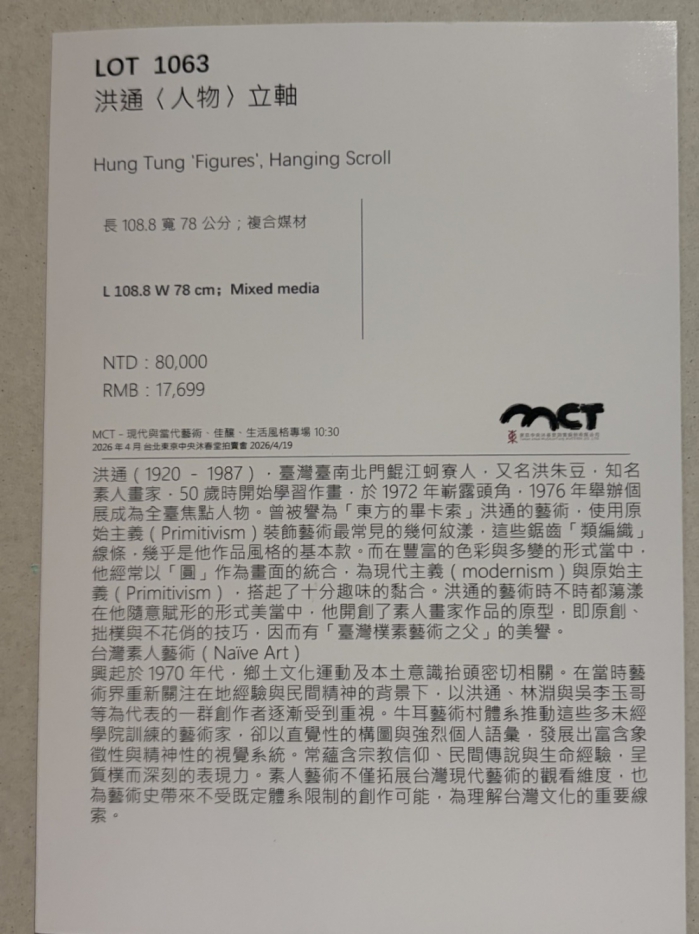 LOT 1063
洪通〈人物〉立軸
Hung Tung 'Figures', Hanging Scroll
長 108.8 寬 78 公分；複合媒材
L 108.8 W 78 cm；Mixed media
NTD：80,000
RMB：17,699
MCT
MCT－現代與當代藝術、佳釀、生活風格專場 10:30
2026 年 4 月 台北東京中央沐春堂拍賣會 2026/4/19
洪通（1920 - 1987），臺灣臺南北門鯤江蚵寮人，又名洪朱豆，知名
素人畫家，50 歲時開始學習作畫，於 1972 年嶄露頭角，1976 年舉辦個
展成為全臺焦點人物。曾被譽為「東方的畢卡索」洪通的藝術，使用原
始主義（Primitivism）裝飾藝術最常見的幾何紋漾，這些鋸齒「類編織」
線條，幾乎是他作品風格的基本款。而在豐富的色彩與多變的形式當中，
他經常以「圓」作為畫面的統合，為現代主義（modernism）與原始主
義（Primitivism），搭起了十分趣味的黏合。洪通的藝術時不時都蕩漾
在他隨意賦形的形式美當中，他開創了素人畫家作品的原型，即原創、
拙樸與不花俏的技巧，因而有「臺灣樸素藝術之父」的美譽。
台灣素人藝術（Naïve Art）
興起於 1970 年代，鄉土文化運動及本土意識抬頭密切相關。在當時藝
術界重新關注在地經驗與民間精神的背景下，以洪通、林淵與吳李玉哥
等為代表的一群創作者逐漸受到重視。牛耳藝術村體系推動這些多未經
學院訓練的藝術家，卻以直覺性的構圖與強烈個人語彙，發展出富含象
徵性與精神性的視覺系統。常蘊含宗教信仰、民間傳說與生命經驗，呈
質樸而深刻的表現力。素人藝術不僅拓展台灣現代藝術的觀看維度，也
為藝術史帶來不受既定體系限制的創作可能，為理解台灣文化的重要線
索。